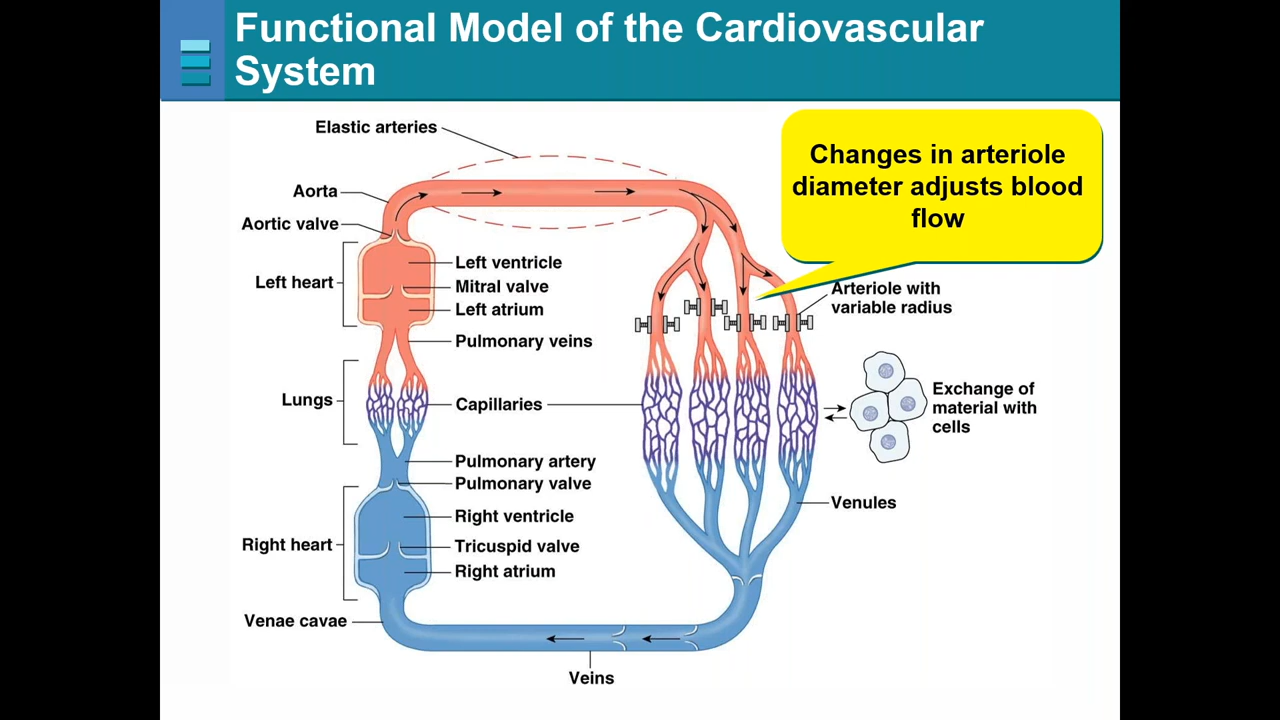 Functional Model of the Cardiovascular
System
Elastic arteries
Changes in arteriole
diameter adjusts blood
flow
Aorta
Aortic valve
Left heart
Left ventricle
Mitral valve
Left atrium
Arteriole with
variable radius
Pulmonary veins
Lungs
Capillaries
Exchange of
material with
cells
Pulmonary artery
Pulmonary valve
Venules
Right heart
Right ventricle
Tricuspid valve
Right atrium
Venae cavae
Veins